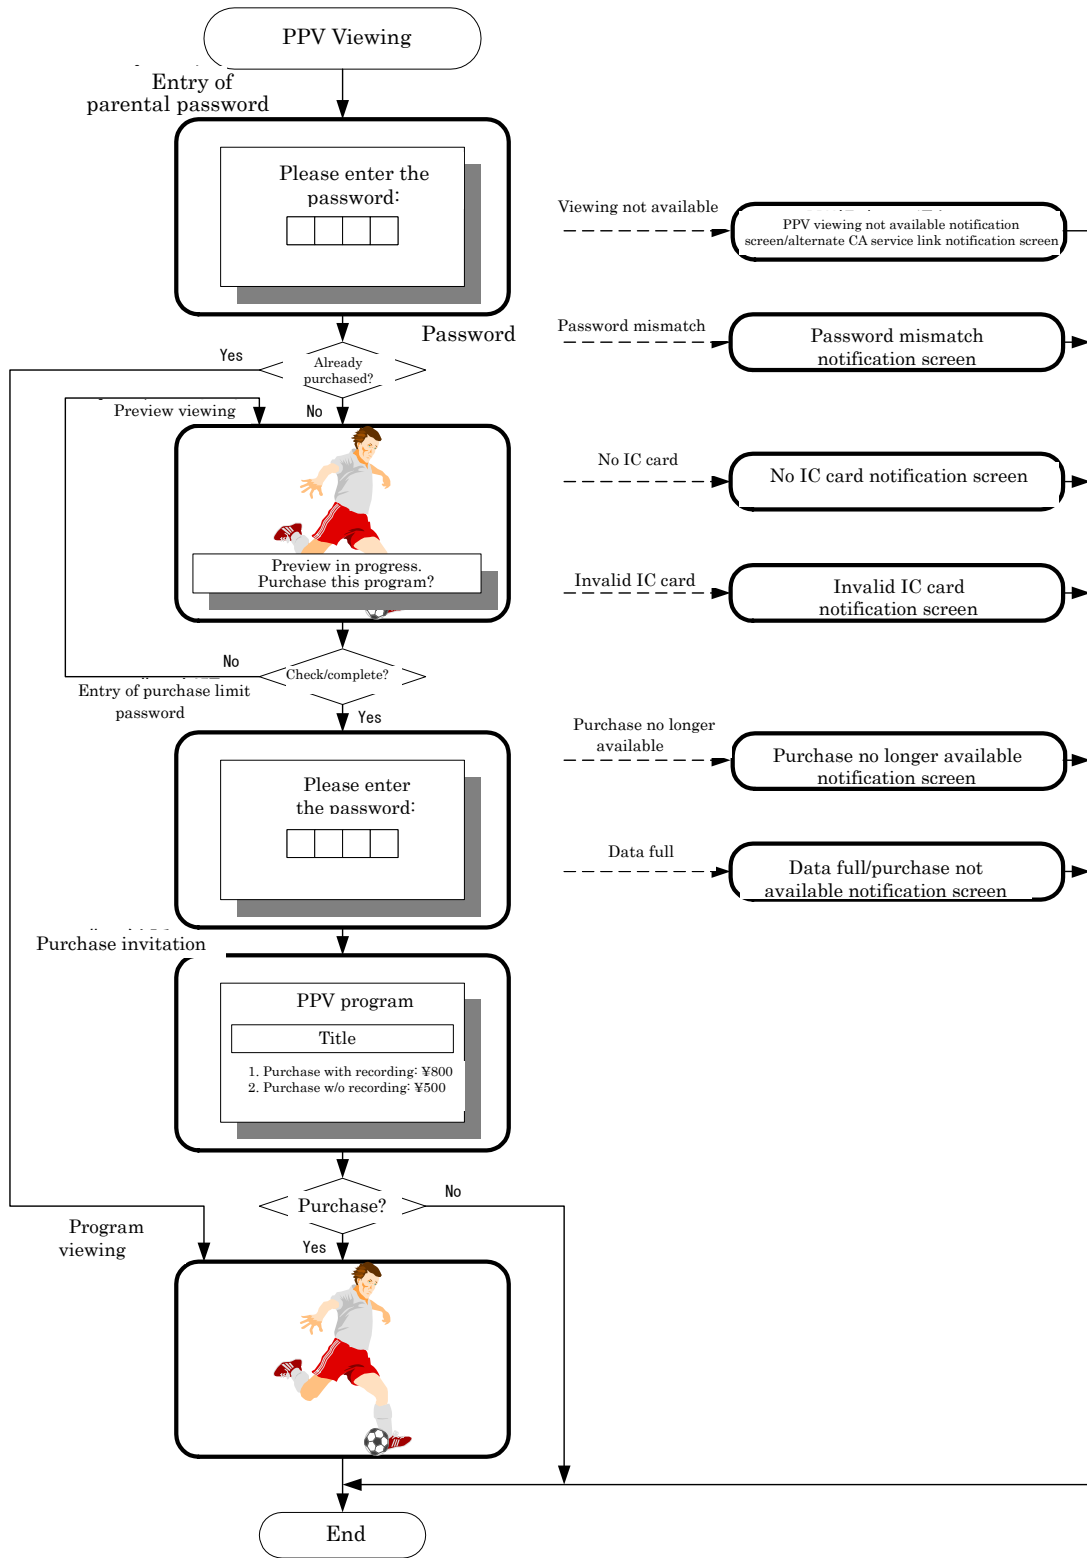 PPV Viewing
Entry of
parental password
Please enter the
password:
Viewing not available
PPV viewing not available notification
screen/alternate CA service link notification screen
Password
Password mismatch
Password mismatch
notification screen
Yes
Already
purchased?
No
Preview viewing
No IC card
No IC card notification screen
Preview in progress.
Purchase this program?
Invalid IC card
Invalid IC card
notification screen
No
Check/complete?
Entry of purchase limit
password
Yes
Purchase no longer
available
Purchase no longer available
notification screen
Please enter
the password:
Data full
Data full/purchase not
available notification screen
Purchase invitation
PPV program
Title
1. Purchase with recording: ¥800
2. Purchase w/o recording: ¥500
Purchase?
No
Program
viewing
Yes
End